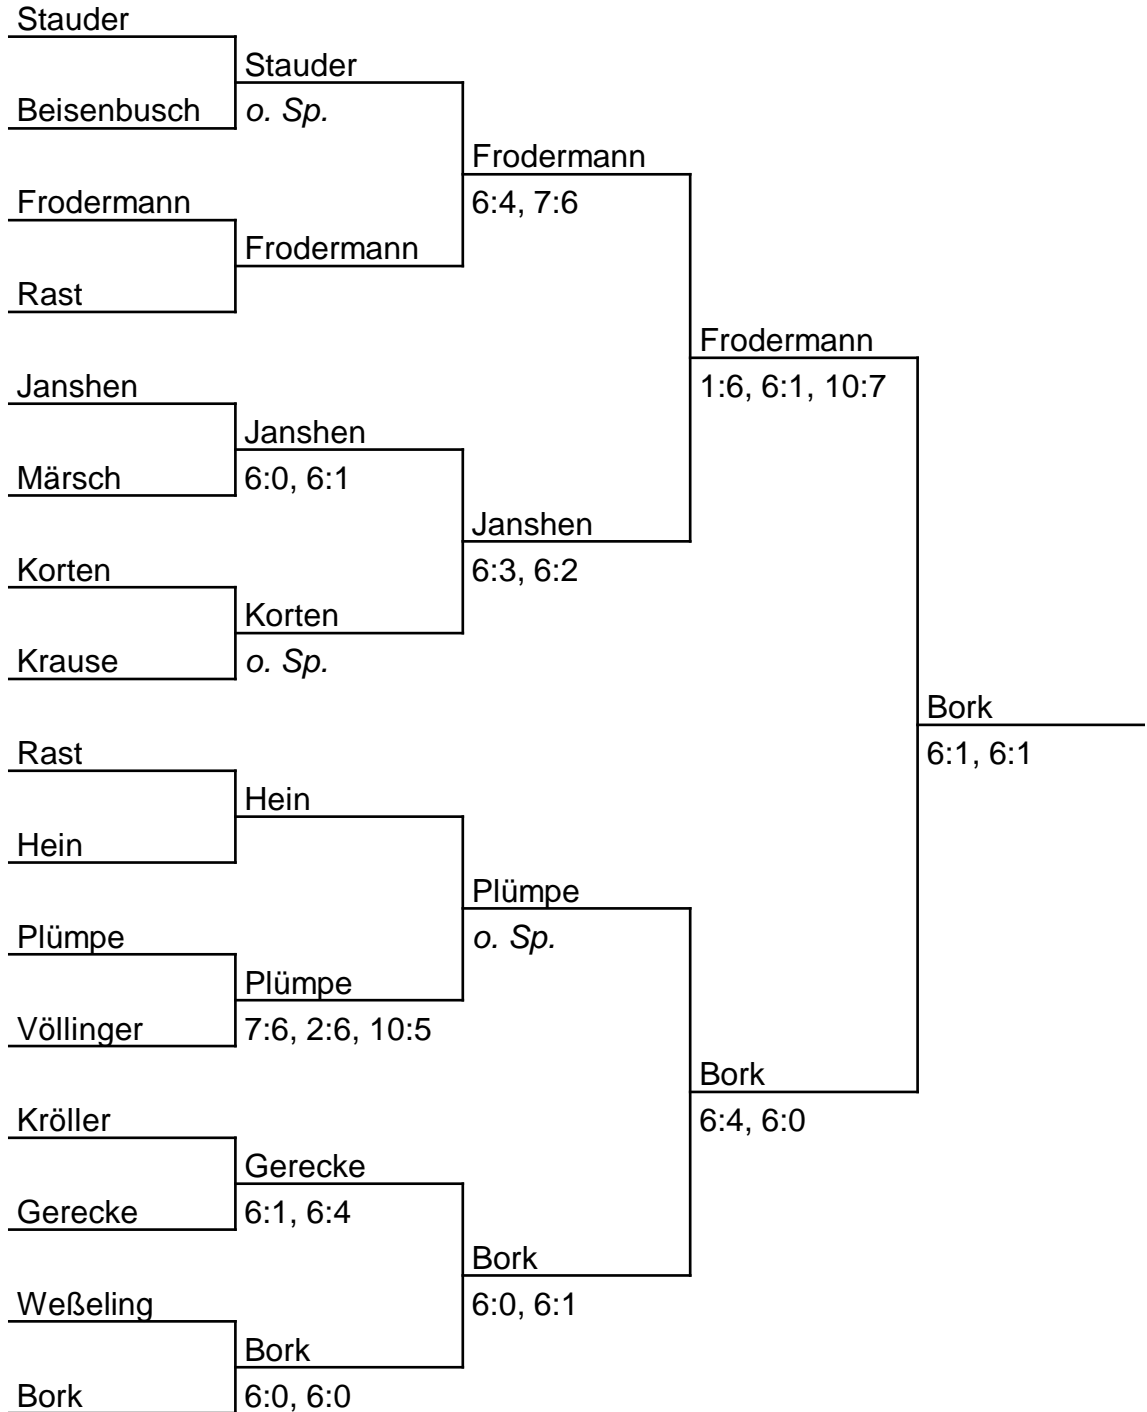 Stauder
Stauder
Beisenbusch
o. Sp.
Frodermann
6:4, 7:6
Frodermann
Frodermann
Rast
Frodermann
1:6, 6:1, 10:7
Janshen
Janshen
Märsch
6:0, 6:1
Janshen
6:3, 6:2
Korten
Korten
Krause
o. Sp.
Bork
6:1, 6:1
Rast
Hein
Hein
Plümpe
o. Sp.
Plümpe
Plümpe
Völlinger
7:6, 2:6, 10:5
Bork
6:4, 6:0
Kröller
Gerecke
Gerecke
6:1, 6:4
Bork
6:0, 6:1
Weßeling
Bork
Bork
6:0, 6:0